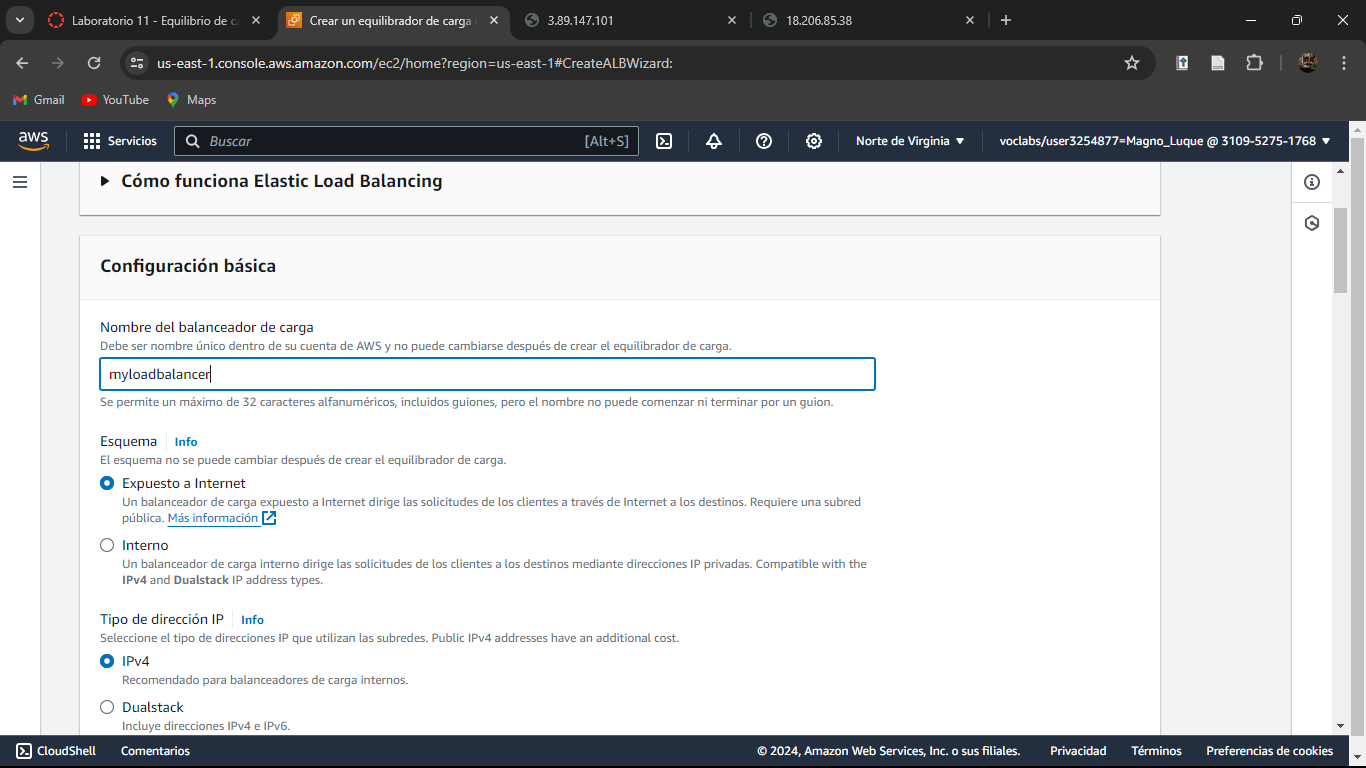 Laboratorio 11 - Equilibrio de c
Crear un equilibrador de carga
3.89.147.101
18.206.85.38
us-east-1.console.aws.amazon.com/ec2/home?region=us-east-1#CreateALBWizard:
Gmail
YouTube
Maps
aws
Servicios
Buscar
[Alt+S]
Norte de Virginia
voclabs/user3254877=Magno_Luque @ 3109-5275-1768
Cómo funciona Elastic Load Balancing
Configuración básica
Nombre del balanceador de carga
Debe ser nombre único dentro de su cuenta de AWS y no puede cambiarse después de crear el equilibrador de carga.
myloadbalancer
Se permite un máximo de 32 caracteres alfanuméricos, incluidos guiones, pero el nombre no puede comenzar ni terminar por un guion.
Esquema Info
El esquema no se puede cambiar después de crear el equilibrador de carga.
Expuesto a Internet
Un balanceador de carga expuesto a Internet dirige las solicitudes de los clientes a través de Internet a los destinos. Requiere una subred
pública. Más información
Interno
Un balanceador de carga interno dirige las solicitudes de los clientes a los destinos mediante direcciones IP privadas. Compatible with the
IPv4 and Dualstack IP address types.
Tipo de dirección IP Info
Seleccione el tipo de direcciones IP que utilizan las subredes. Public IPv4 addresses have an additional cost.
IPv4
Recomendado para balanceadores de carga internos.
Dualstack
Incluye direcciones IPv4 e IPv6.
CloudShell
Comentarios
© 2024, Amazon Web Services, Inc. o sus filiales.
Privacidad
Términos
Preferencias de cookies